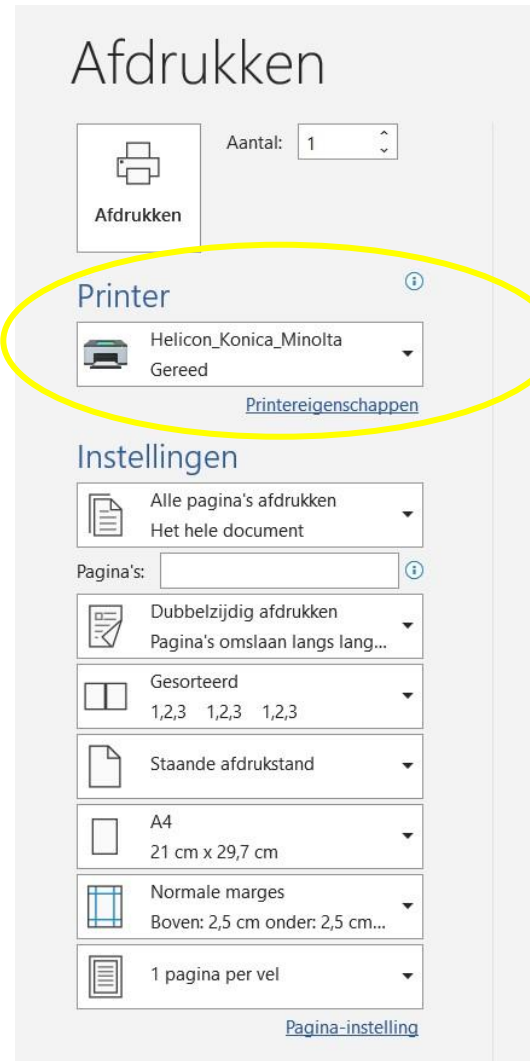 Afdrukken
Aantal: 1
Afdrukken
Printer
Helicon_Konica_Minolta
Gereed
Printereigenschappen
Instellingen
Alle pagina's afdrukken
Het hele document
Pagina's:
Dubbelzijdig afdrukken
Pagina's omslaan langs lang...
Gesorteerd
1,2,3 1,2,3 1,2,3
Staande afdrukstand
A4
21 cm x 29,7 cm
Normale marges
Boven: 2,5 cm onder: 2,5 cm...
1 pagina per vel
Pagina-instelling